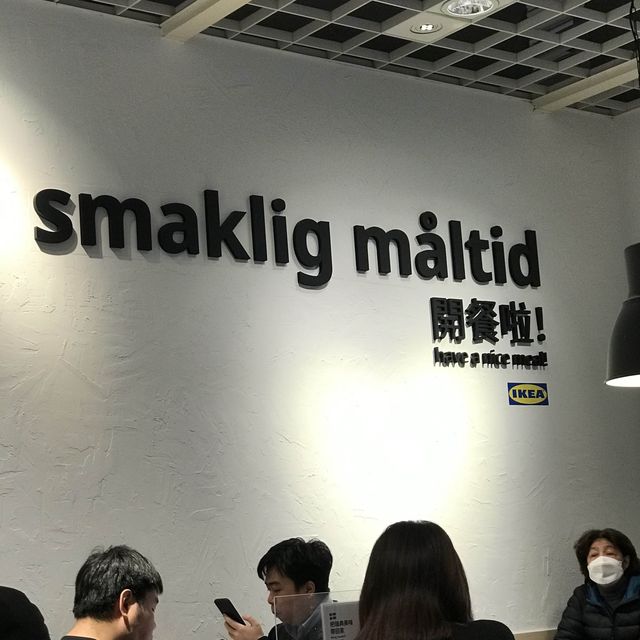 smaklig måltid
開餐啦!
have a nice meal!
IKEA